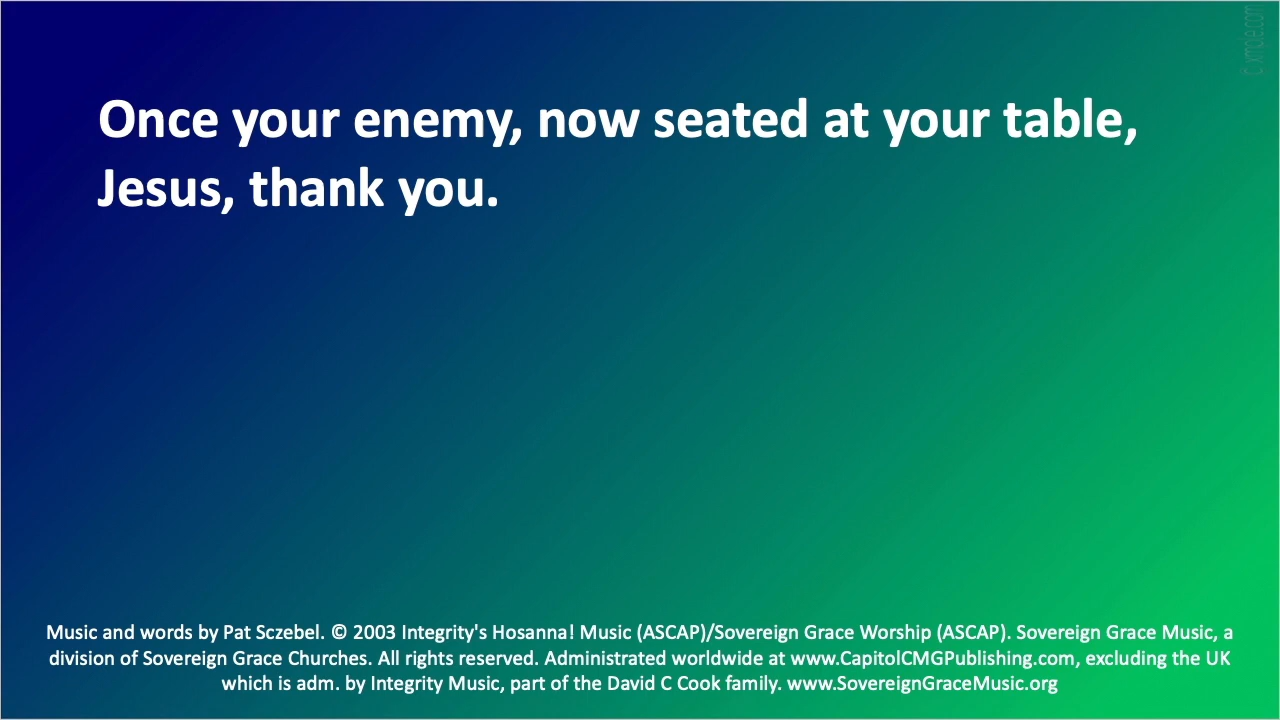 Once your enemy, now seated at your table,
Jesus, thank you.
Music and words by Pat Sczebel. © 2003 Integrity's Hosanna! Music (ASCAP)/Sovereign Grace Worship (ASCAP). Sovereign Grace Music, a
division of Sovereign Grace Churches. All rights reserved. Administrated worldwide at www.CapitolCMGPublishing.com, excluding the UK
which is adm. by Integrity Music, part of the David C Cook family. www.SovereignGraceMusic.org